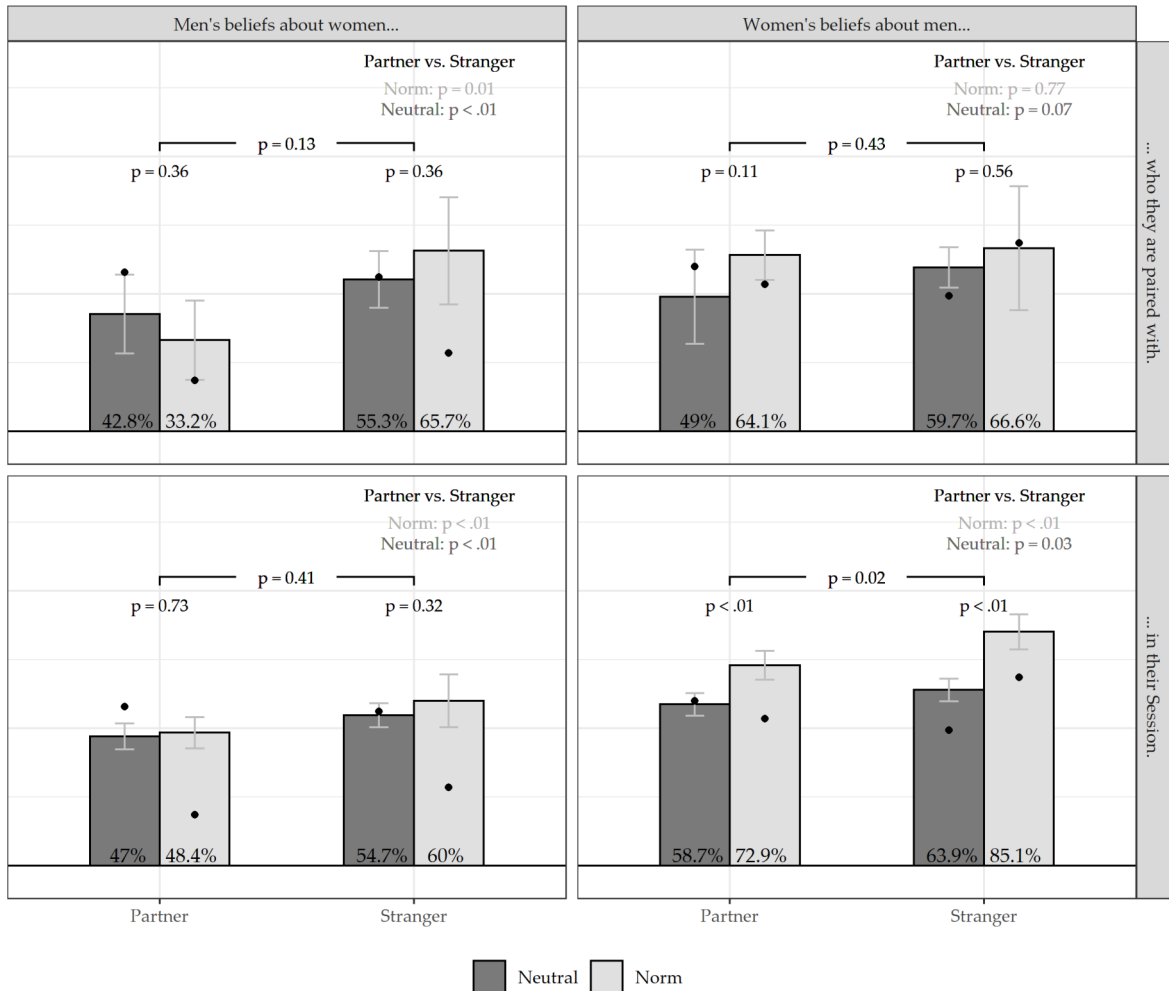 Men's beliefs about women...
Women's beliefs about men...
Partner vs. Stranger
Norm: p = 0.01
Neutral: p < .01
p = 0.13
p = 0.36
p = 0.36
42.8%
33.2%
55.3%
65.7%
Partner vs. Stranger
Norm: p = 0.77
Neutral: p = 0.07
p = 0.43
p = 0.11
p = 0.56
49%
64.1%
59.7%
66.6%
... who they are paired with.
Partner vs. Stranger
Norm: p < .01
Neutral: p < .01
p = 0.41
p = 0.73
p = 0.32
47%
48.4%
54.7%
60%
Partner vs. Stranger
Norm: p < .01
Neutral: p = 0.03
p = 0.02
p < .01
p < .01
58.7%
72.9%
63.9%
85.1%
... in their Session.
Partner
Stranger
Partner
Stranger
Neutral
Norm